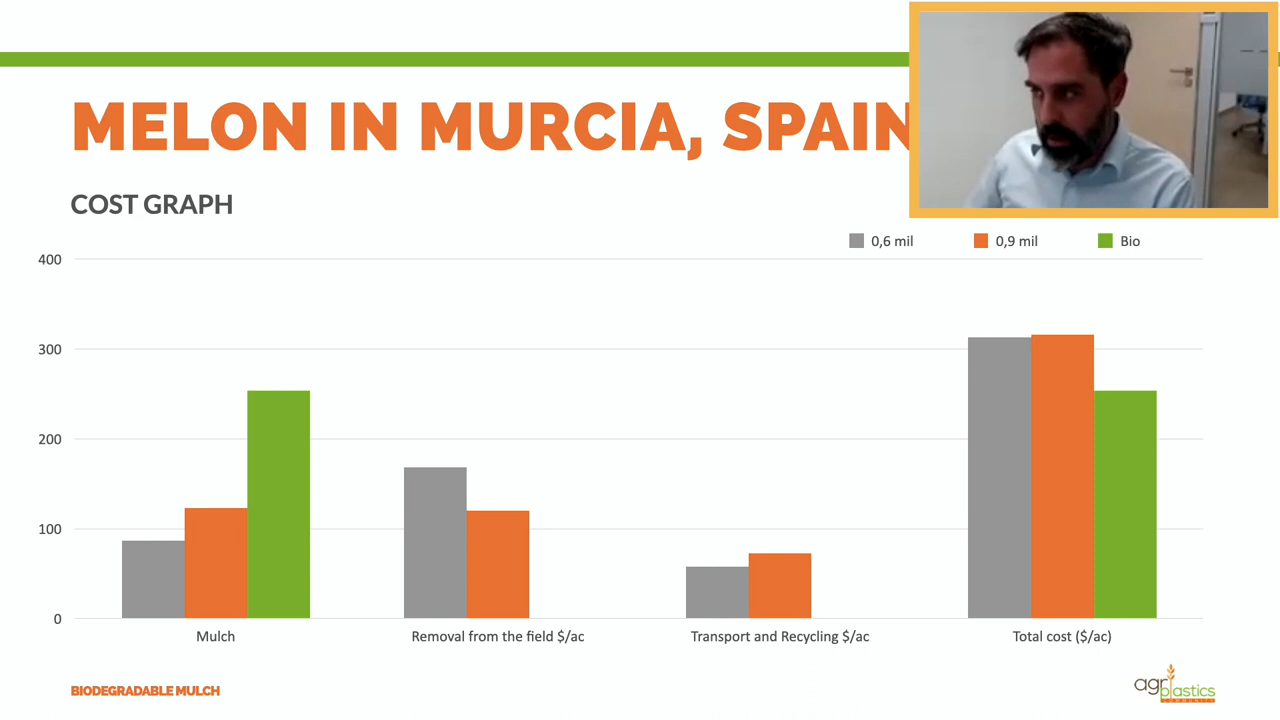 MELON IN MURCIA, SPAIN
COST GRAPH
0,6 mil
0,9 mil
Bio
400
300
200
100
0
Mulch
Removal from the field $/ac
Transport and Recycling $/ac
Total cost ($/ac)
BIODEGRADABLE MULCH
agriplastics
COMMUNITY